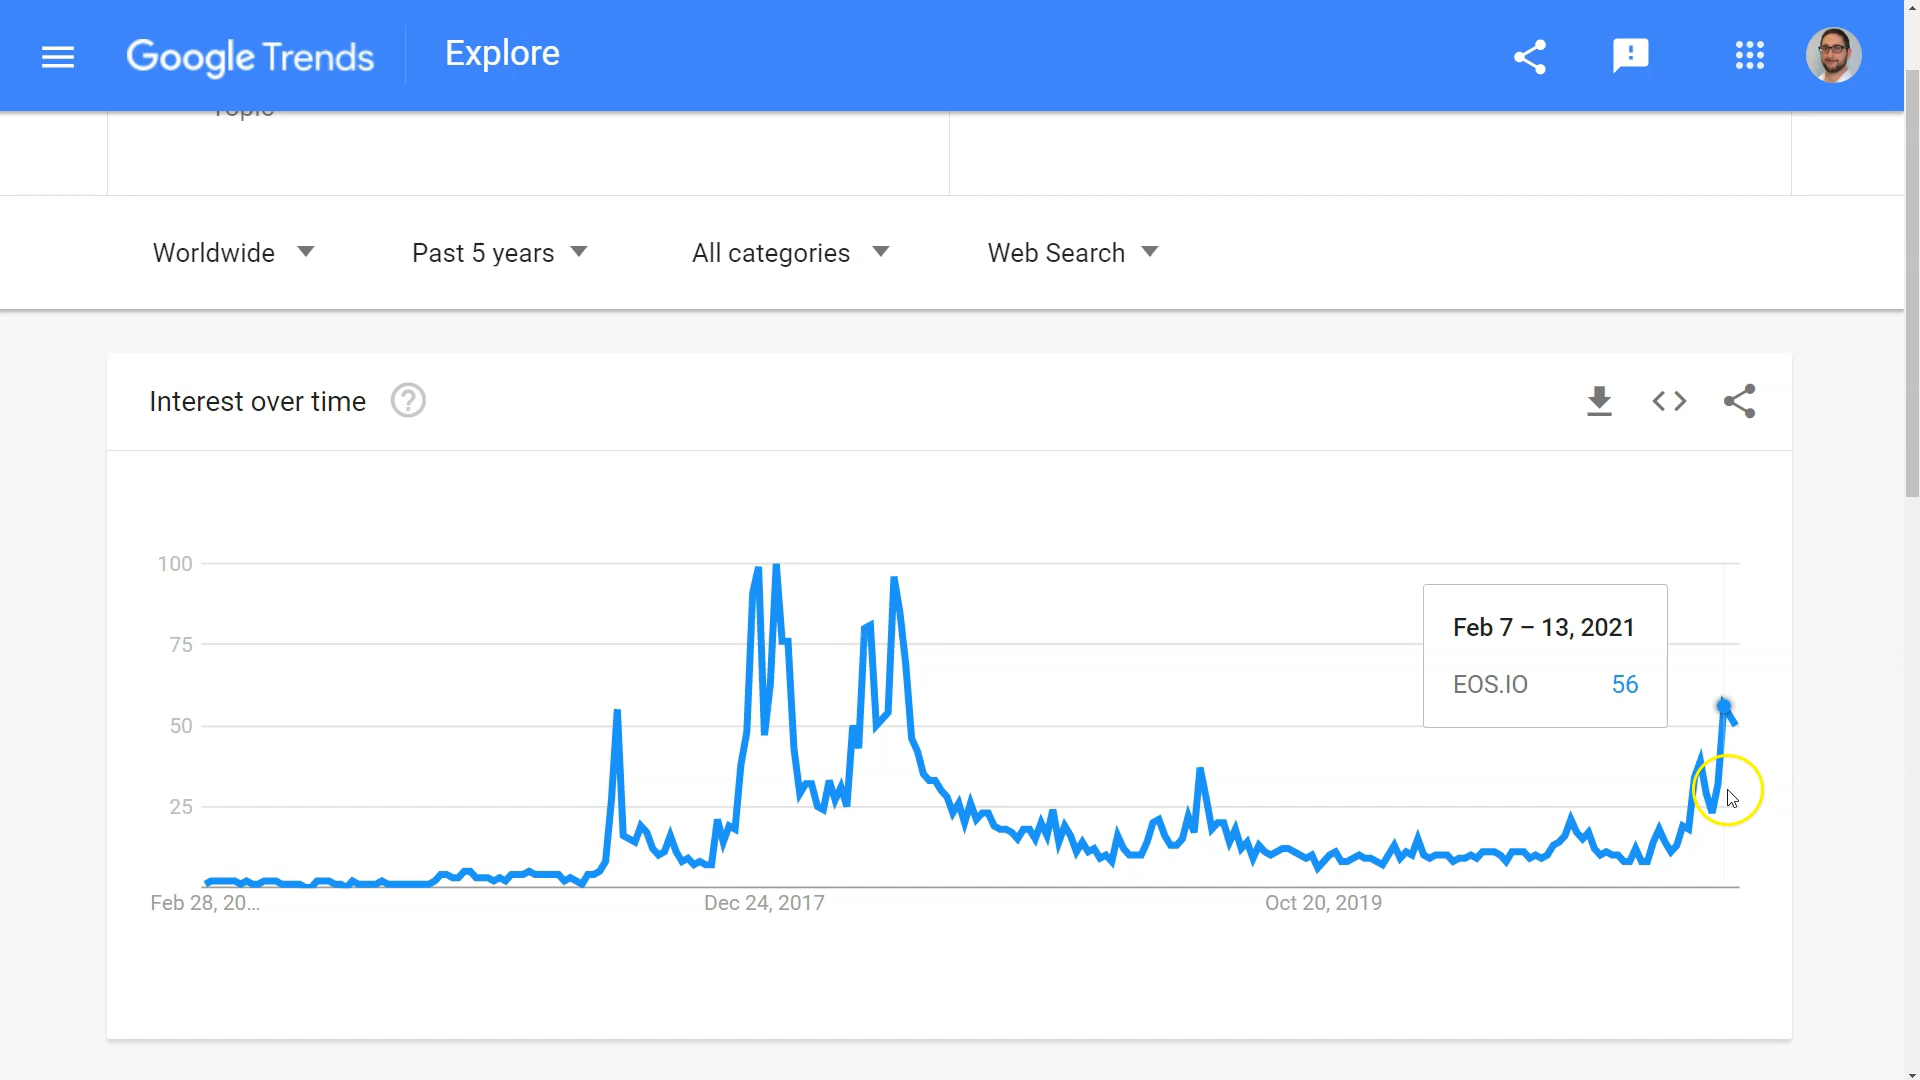 Google Trends Explore
Topic
Worldwide Past 5 years All categories Web Search
Interest over time ?
100
75
50
25
Feb 7 – 13, 2021
EOS.IO 56
Feb 28, 20... Dec 24, 2017 Oct 20, 2019